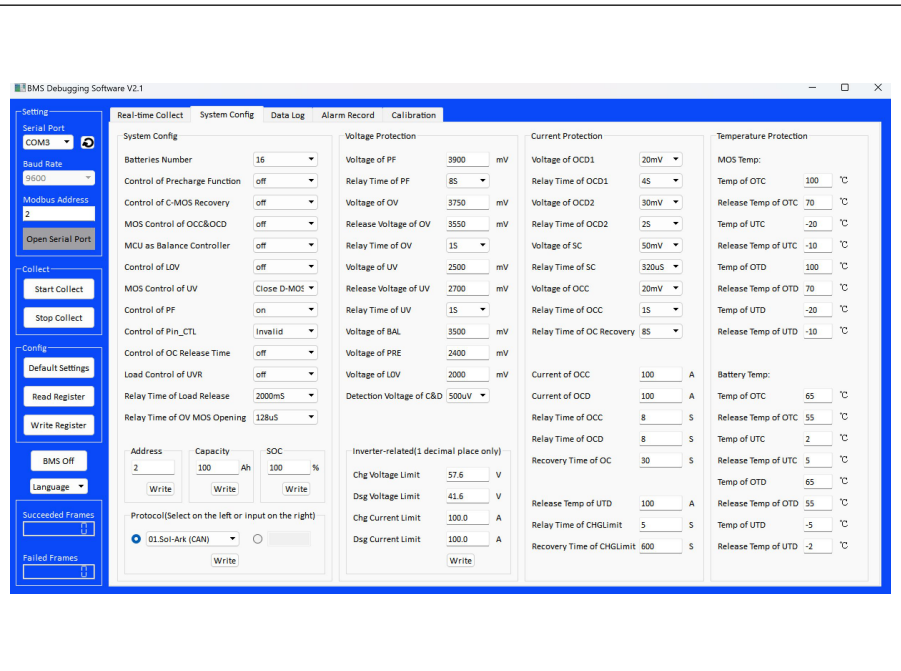 BMS Debugging Software V2.1
Setting
Serial Port
COM3
Baud Rate
9600
Modbus Address
2
Open Serial Port
Collect
Start Collect
Stop Collect
Config
Default Settings
Read Register
Write Register
BMS Off
Language
Succeeded Frames
0
Failed Frames
0
Real-time Collect System Config Data Log Alarm Record Calibration
System Config
Batteries Number 16
Control of Precharge Function off
Control of C-MOS Recovery off
MOS Control of OCC&OCD off
MCU as Balance Controller off
Control of LOV off
MOS Control of UV Close D-MOS
Control of PF on
Control of Pin_CTL Invalid
Control of OC Release Time off
Load Control of UVR off
Relay Time of Load Release 2000mS
Relay Time of OV MOS Opening 128uS
Address Capacity SOC
2 100 Ah 100 %
Write Write Write
Protocol(Select on the left or input on the right)
01.Sol-Ark (CAN)
Write
Voltage Protection
Voltage of PF 3900 mV
Relay Time of PF 8S
Voltage of OV 3750 mV
Release Voltage of OV 3550 mV
Relay Time of OV 1S
Voltage of UV 2500 mV
Release Voltage of UV 2700 mV
Relay Time of UV 1S
Voltage of BAL 3500 mV
Voltage of PRE 2400 mV
Voltage of LOV 2000 mV
Detection Voltage of C&D 500uV
Inverter-related(1 decimal place only)
Chg Voltage Limit 57.6 V
Dsg Voltage Limit 41.6 V
Chg Current Limit 100.0 A
Dsg Current Limit 100.0 A
Write
Current Protection
Voltage of OCD1 20mV
Relay Time of OCD1 4S
Voltage of OCD2 30mV
Relay Time of OCD2 2S
Voltage of SC 50mV
Relay Time of SC 320uS
Voltage of OCC 20mV
Relay Time of OCC 1S
Relay Time of OC Recovery 8S
Current of OCC 100 A
Current of OCD 100 A
Relay Time of OCC 8 S
Relay Time of OCD 8 S
Recovery Time of OC 30 S
Release Temp of UTD 100 A
Relay Time of CHGLimit 5 S
Recovery Time of CHGLimit 600 S
Temperature Protection
MOS Temp:
Temp of OTC 100 ℃
Release Temp of OTC 70 ℃
Temp of UTC -20 ℃
Release Temp of UTC -10 ℃
Temp of OTD 100 ℃
Release Temp of OTD 70 ℃
Temp of UTD -20 ℃
Release Temp of UTD -10 ℃
Battery Temp:
Temp of OTC 65 ℃
Release Temp of OTC 55 ℃
Temp of UTC 2 ℃
Release Temp of UTC 5 ℃
Temp of OTD 65 ℃
Release Temp of OTD 55 ℃
Temp of UTD -5 ℃
Release Temp of UTD -2 ℃